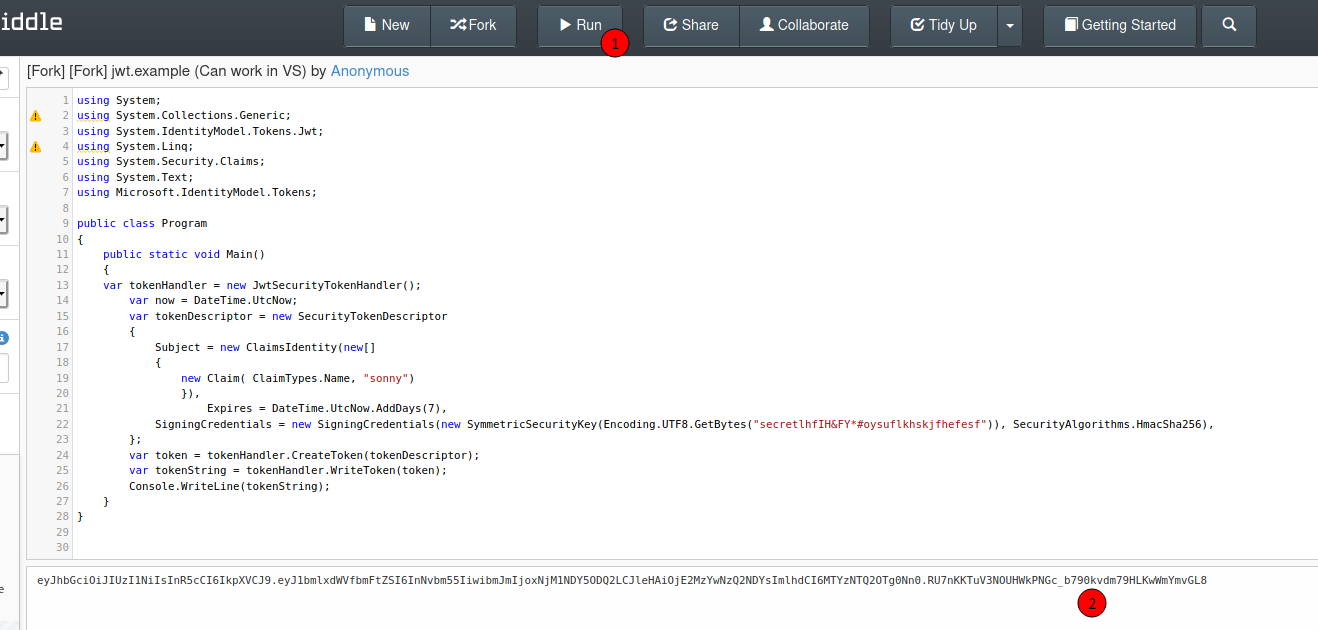 iddle
New
Fork
Run
1
Share
Collaborate
Tidy Up
Getting Started
[Fork] [Fork] jwt.example (Can work in VS) by Anonymous
1 using System;
2 using System.Collections.Generic;
3 using System.IdentityModel.Tokens.Jwt;
4 using System.Linq;
5 using System.Security.Claims;
6 using System.Text;
7 using Microsoft.IdentityModel.Tokens;
8
9 public class Program
10 {
11 public static void Main()
12 {
13 var tokenHandler = new JwtSecurityTokenHandler();
14 var now = DateTime.UtcNow;
15 var tokenDescriptor = new SecurityTokenDescriptor
16 {
17 Subject = new ClaimsIdentity(new[]
18 {
19 new Claim( ClaimTypes.Name, "sonny")
20 }),
21 Expires = DateTime.UtcNow.AddDays(7),
22 SigningCredentials = new SigningCredentials(new SymmetricSecurityKey(Encoding.UTF8.GetBytes("secretlhfIH&FY*#oysuflkhskjfhefesf")), SecurityAlgorithms.HmacSha256),
23 };
24 var token = tokenHandler.CreateToken(tokenDescriptor);
25 var tokenString = tokenHandler.WriteToken(token);
26 Console.WriteLine(tokenString);
27 }
28 }
29
30
eyJhbGciOiJIUzI1NiIsInR5cCI6IkpXVCJ9.eyJ1bmlxdWVfbmFtZSI6InNvbm55IiwibmJmIjoxNjM1NDY5ODQ2LCJleHAiOjE2MzYwNzQ2NDYsImlhdCI6MTYzNTQ2OTg0Nn0.RU7nKKTuV3NOUHWkPNGc_b790kvdm79HLKwWmYmvGL8
2